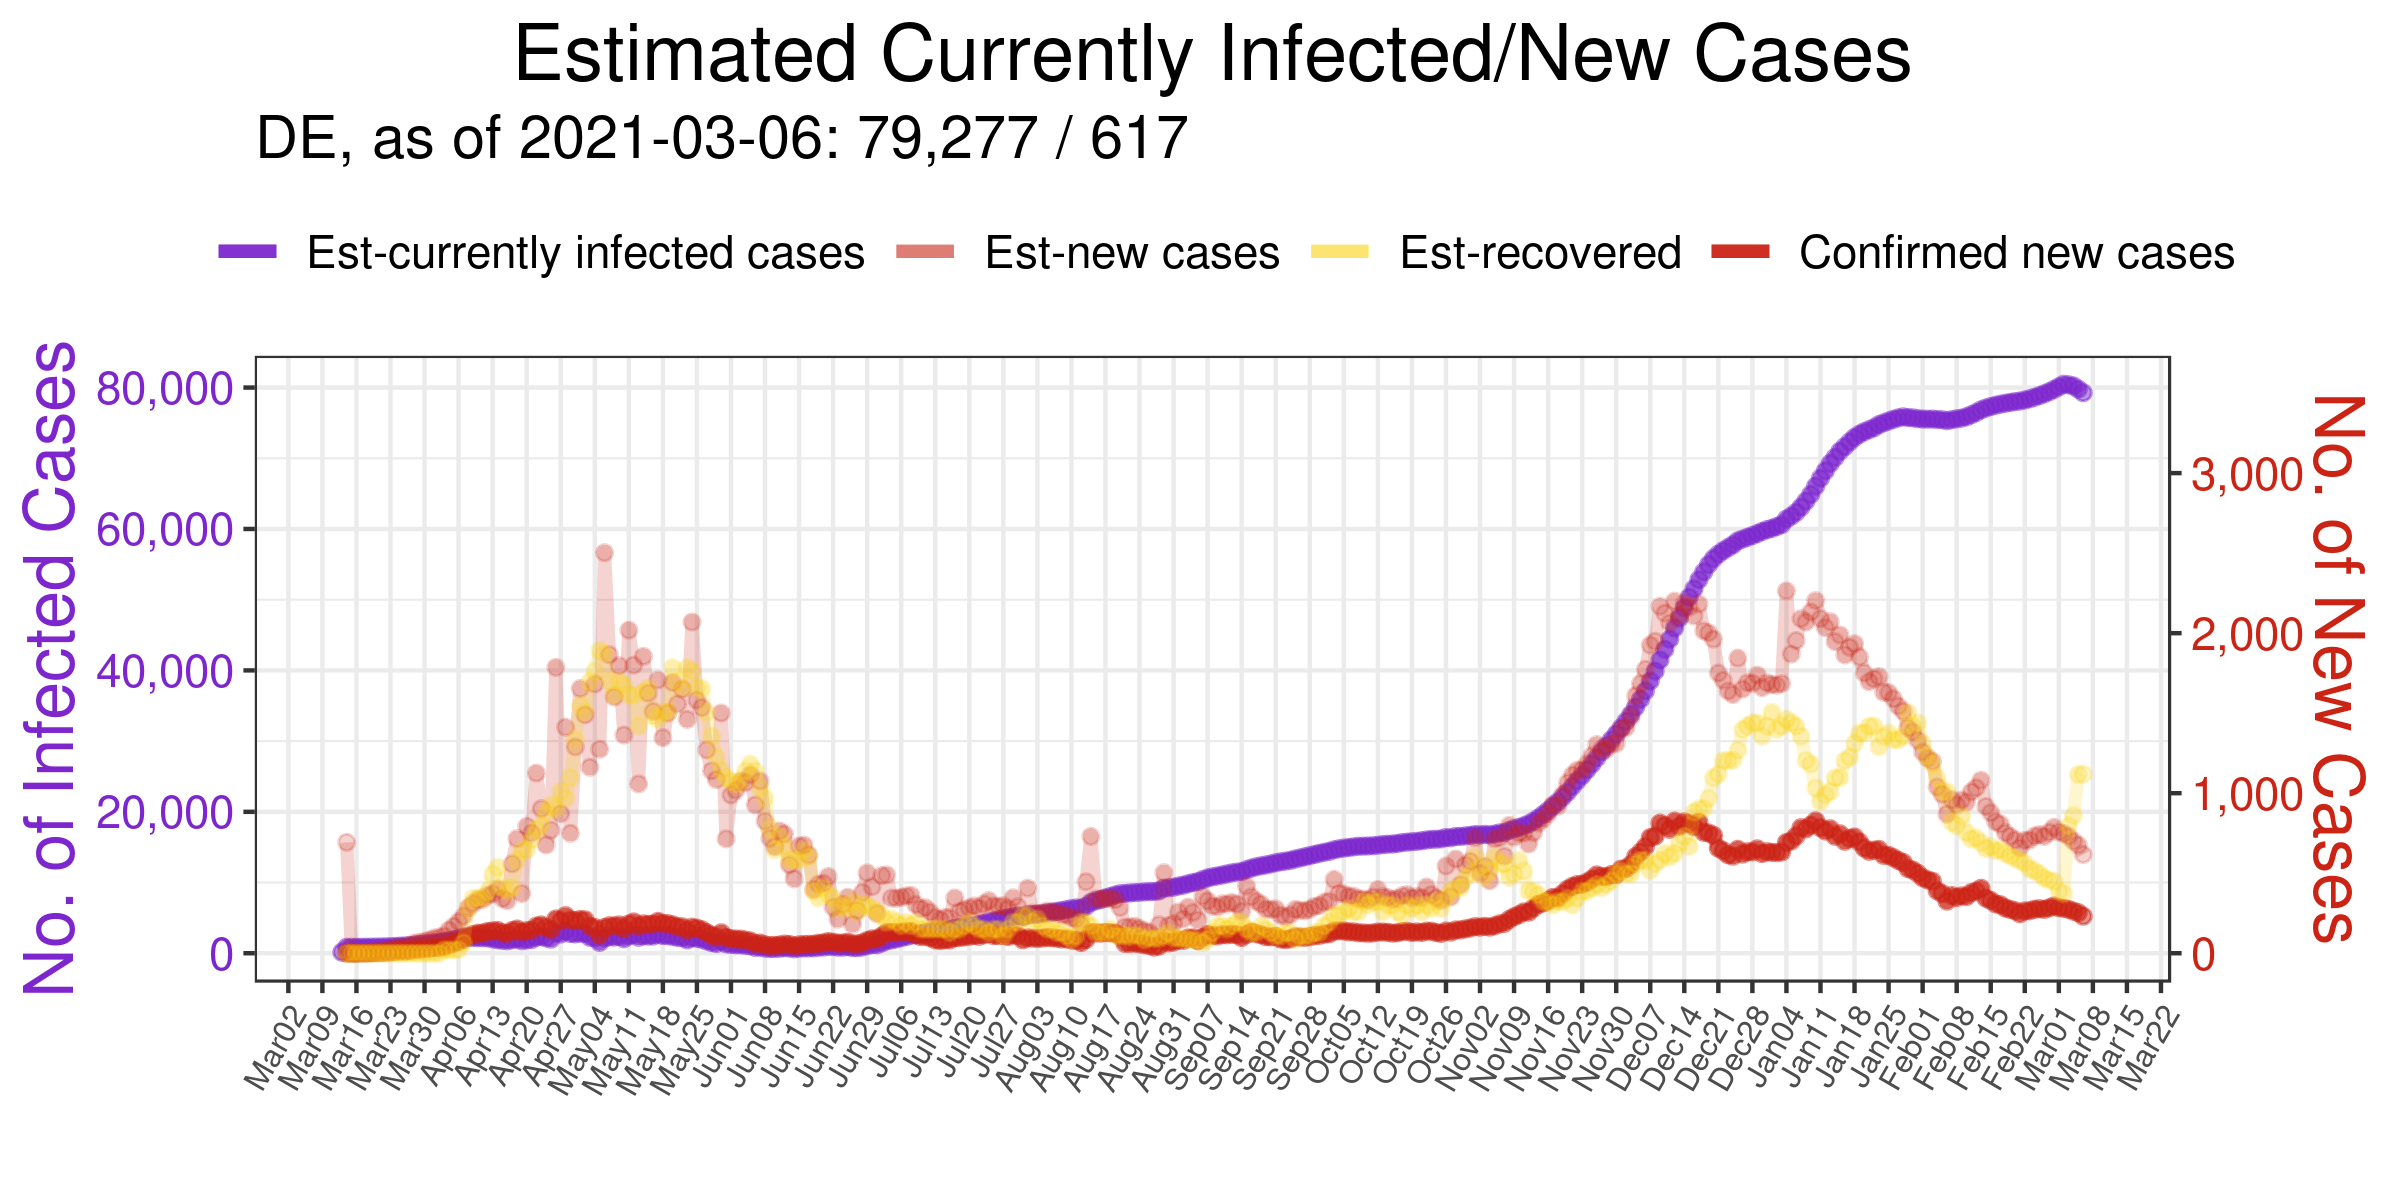 Estimated Currently Infected/New Cases
DE, as of 2021-03-06: 79,277 / 617
Est-currently infected cases
Est-new cases
Est-recovered
Confirmed new cases
No. of Infected Cases
80,000
60,000
40,000
20,000
0
No. of New Cases
3,000
2,000
1,000
0
Mar02
Mar09
Mar16
Mar23
Mar30
Apr06
Apr13
Apr20
Apr27
May04
May11
May18
May25
Jun01
Jun08
Jun15
Jun22
Jun29
Jul06
Jul13
Jul20
Jul27
Aug03
Aug10
Aug17
Aug24
Aug31
Sep07
Sep14
Sep21
Sep28
Oct05
Oct12
Oct19
Oct26
Nov02
Nov09
Nov16
Nov23
Nov30
Dec07
Dec14
Dec21
Dec28
Jan04
Jan11
Jan18
Jan25
Feb01
Feb08
Feb15
Feb22
Mar01
Mar08
Mar15
Mar22